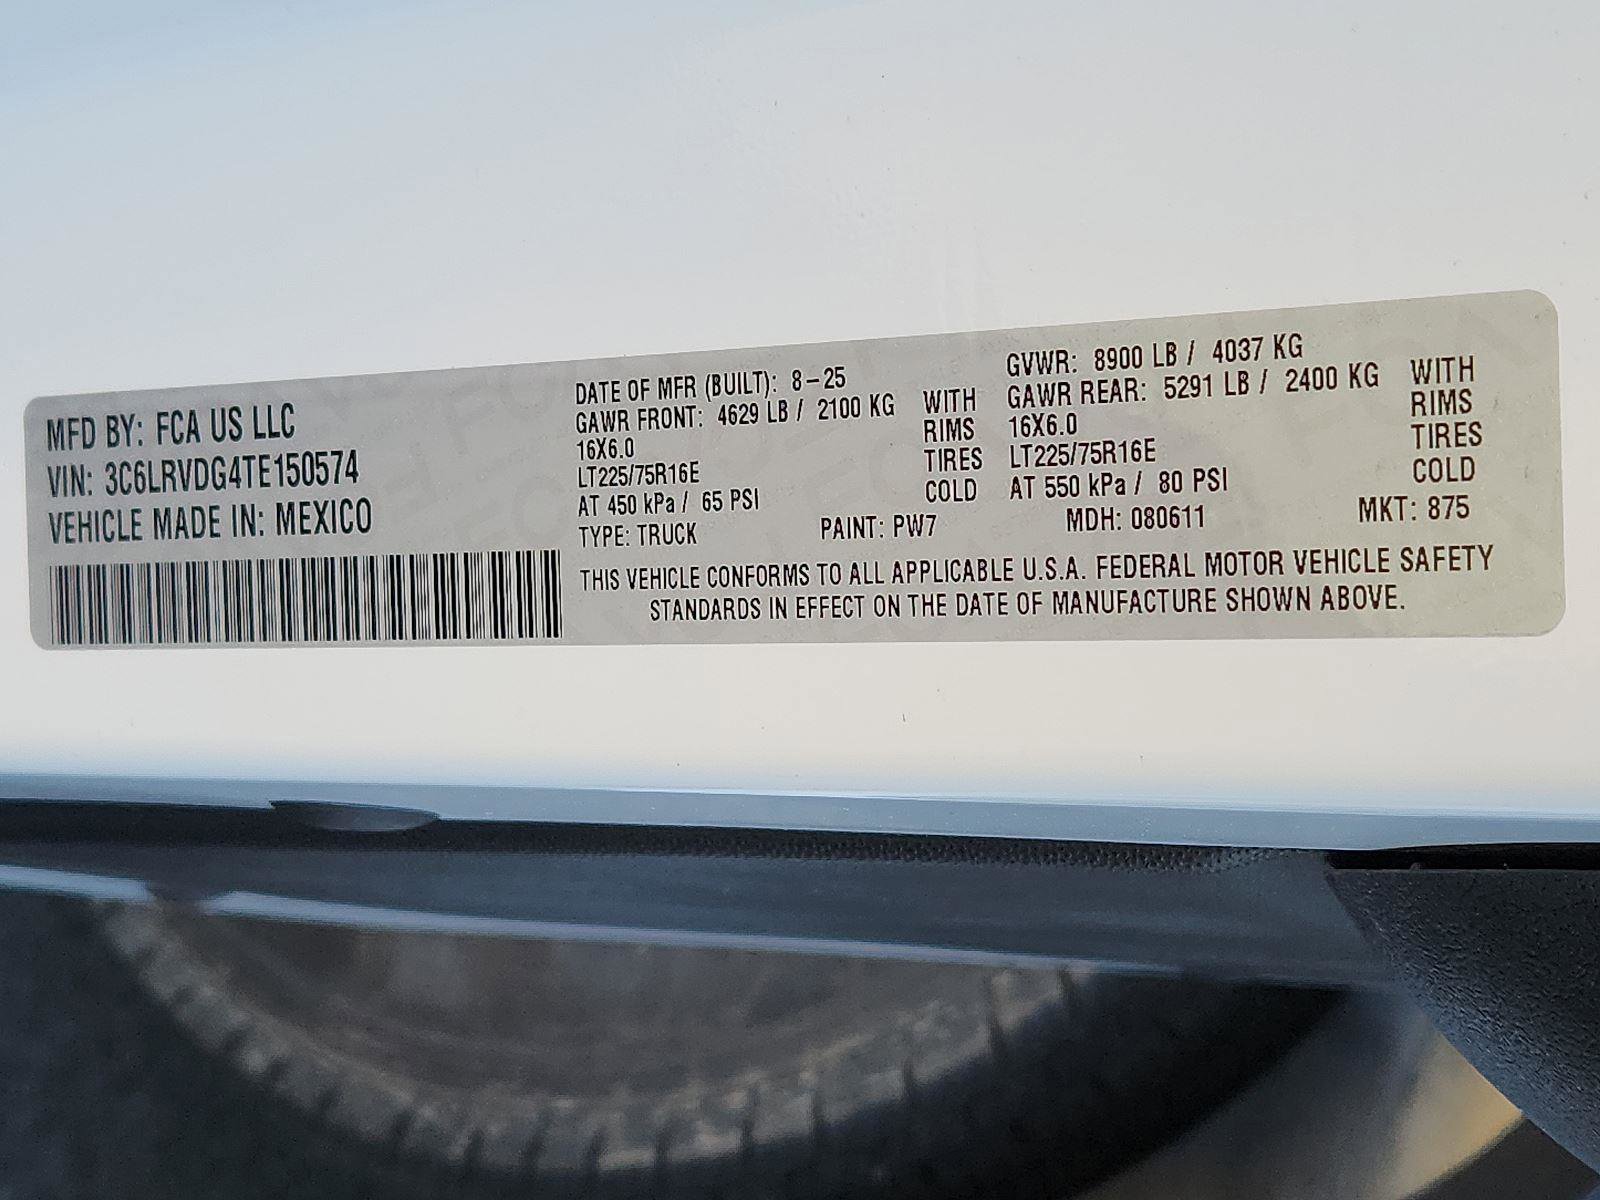 MFD BY: FCA US LLC
VIN: 3C6LRVDG4TE150574
VEHICLE MADE IN: MEXICO
DATE OF MFR (BUILT): 8-25
GAWR FRONT: 4629 LB / 2100 KG WITH
16X6.0 RIMS
LT225/75R16E TIRES
AT 450 kPa / 65 PSI COLD
GVWR: 8900 LB / 4037 KG
GAWR REAR: 5291 LB / 2400 KG WITH
16X6.0 RIMS
LT225/75R16E TIRES
AT 550 kPa / 80 PSI COLD
TYPE: TRUCK PAINT: PW7 MDH: 080611 MKT: 875
THIS VEHICLE CONFORMS TO ALL APPLICABLE U.S.A. FEDERAL MOTOR VEHICLE SAFETY
STANDARDS IN EFFECT ON THE DATE OF MANUFACTURE SHOWN ABOVE.